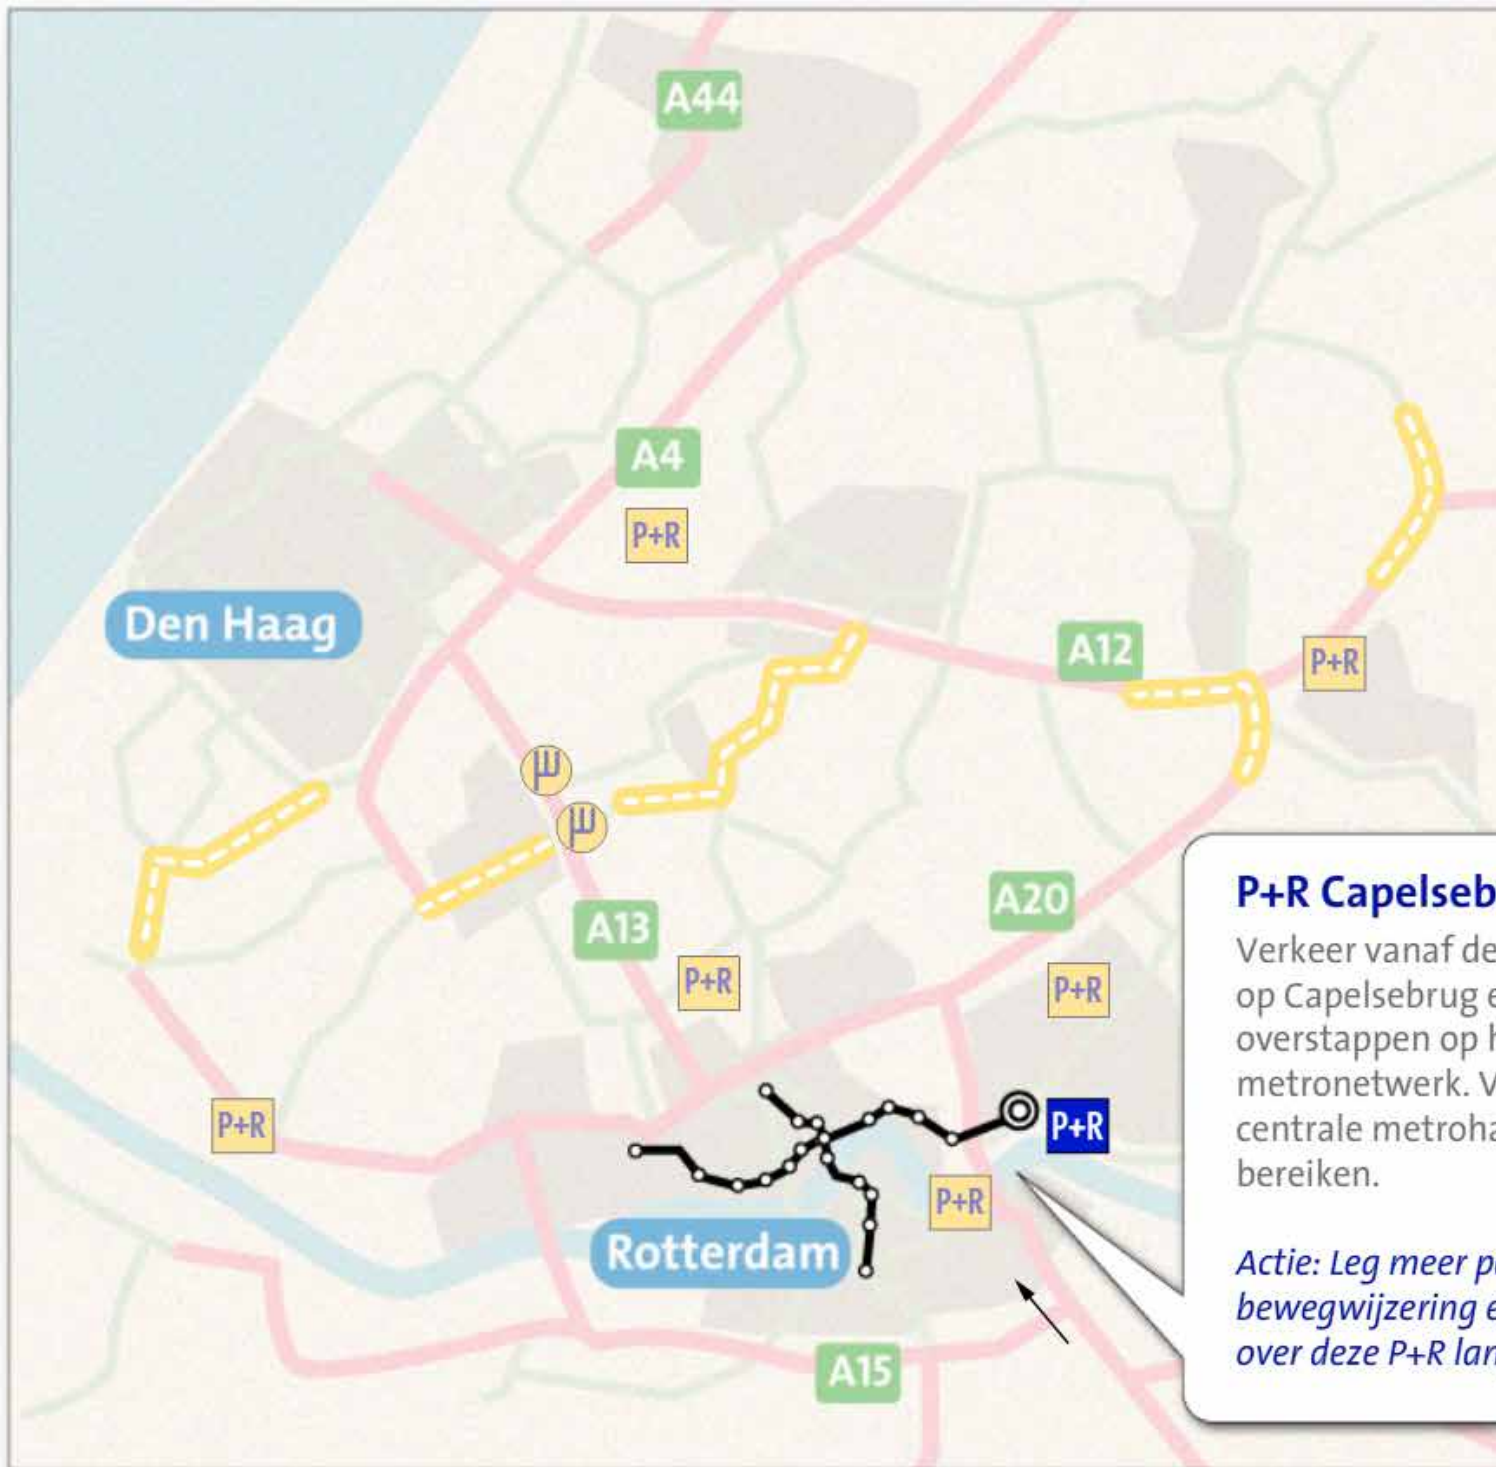 A44
A4
P+R
Den Haag
A12
P+R
A20
A13
P+R
P+R
P+R
P+R
P+R
Rotterdam
A15
P+R Capelseb
Verkeer vanaf de
op Capelsebrug e
overstappen op h
metronetwerk. V
centrale metroha
bereiken.
Actie: Leg meer p
bewegwijzering e
over deze P+R lan